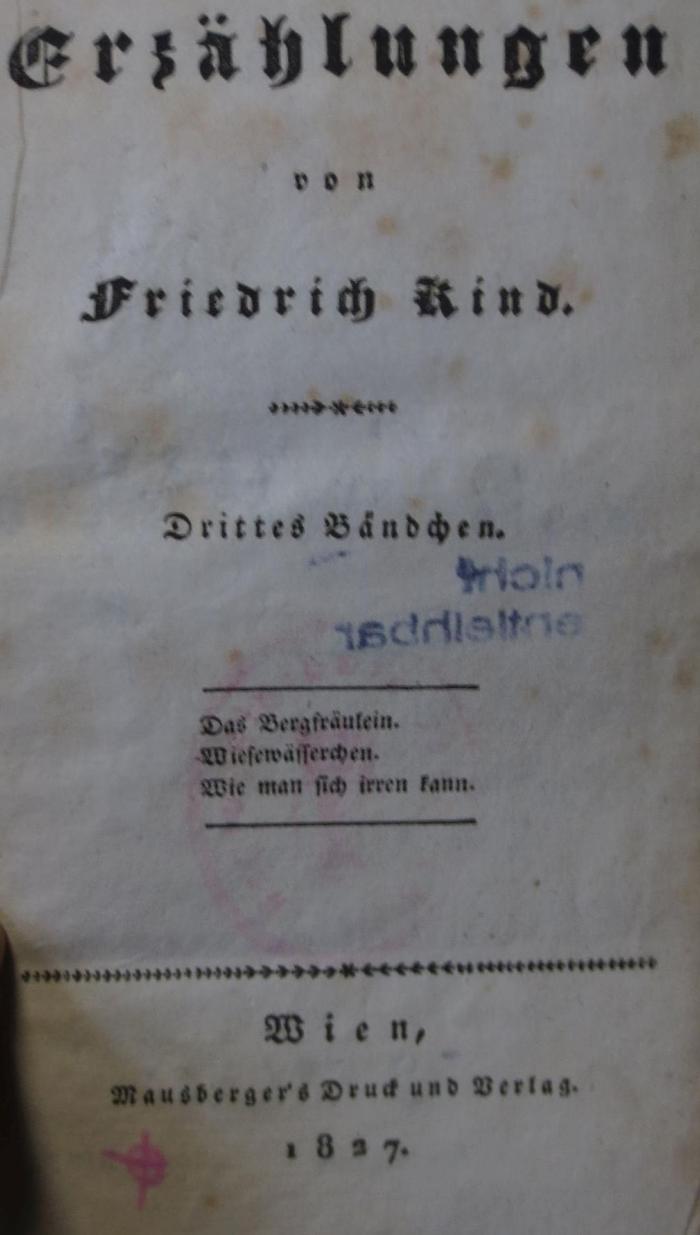 Erzählungen
von
Friedrich Kind.
Drittes Bändchen.
nicht
entleihbar
Das Bergfräulein.
Wiesewässerchen.
Wie man sich irren kann.
Wien,
Mausberger's Druck und Verlag.
1827.